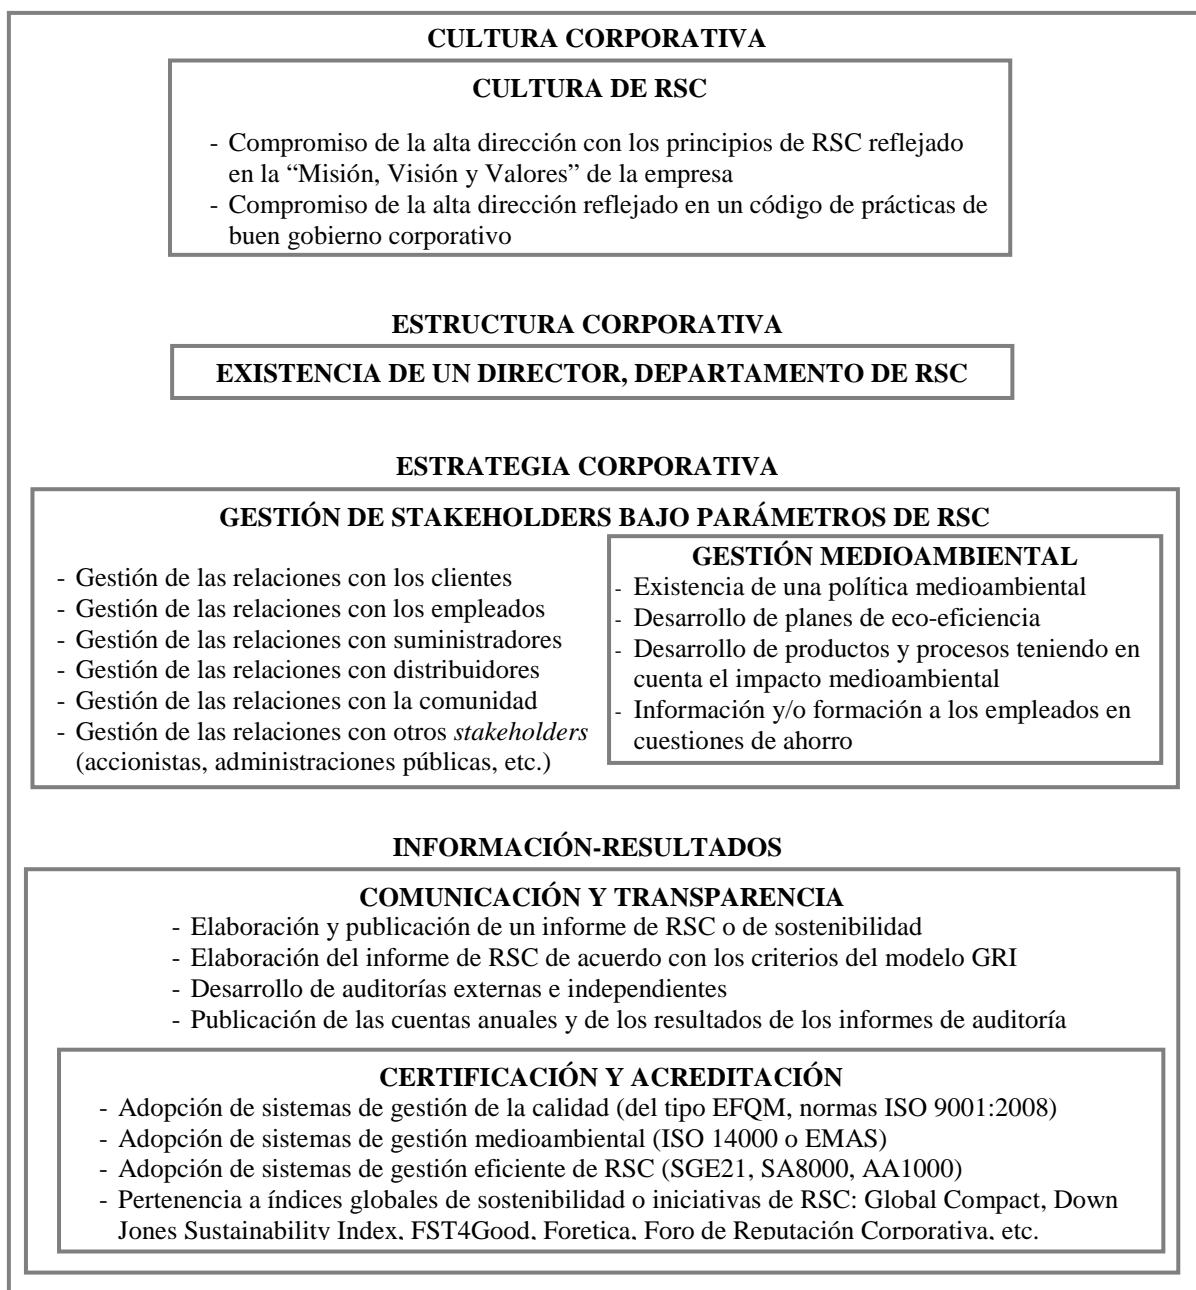 CULTURA CORPORATIVA
CULTURA DE RSC
- Compromiso de la alta dirección con los principios de RSC reflejado
en la “Misión, Visión y Valores” de la empresa
- Compromiso de la alta dirección reflejado en un código de prácticas de
buen gobierno corporativo
ESTRUCTURA CORPORATIVA
EXISTENCIA DE UN DIRECTOR, DEPARTAMENTO DE RSC
ESTRATEGIA CORPORATIVA
GESTIÓN DE STAKEHOLDERS BAJO PARÁMETROS DE RSC
- Gestión de las relaciones con los clientes
- Gestión de las relaciones con los empleados
- Gestión de las relaciones con suministradores
- Gestión de las relaciones con distribuidores
- Gestión de las relaciones con la comunidad
- Gestión de las relaciones con otros stakeholders
(accionistas, administraciones públicas, etc.)
GESTIÓN MEDIOAMBIENTAL
- Existencia de una política medioambiental
- Desarrollo de planes de eco-eficiencia
- Desarrollo de productos y procesos teniendo en
cuenta el impacto medioambiental
- Información y/o formación a los empleados en
cuestiones de ahorro
INFORMACIÓN-RESULTADOS
COMUNICACIÓN Y TRANSPARENCIA
- Elaboración y publicación de un informe de RSC o de sostenibilidad
- Elaboración del informe de RSC de acuerdo con los criterios del modelo GRI
- Desarrollo de auditorías externas e independientes
- Publicación de las cuentas anuales y de los resultados de los informes de auditoría
CERTIFICACIÓN Y ACREDITACIÓN
- Adopción de sistemas de gestión de la calidad (del tipo EFQM, normas ISO 9001:2008)
- Adopción de sistemas de gestión medioambiental (ISO 14000 o EMAS)
- Adopción de sistemas de gestión eficiente de RSC (SGE21, SA8000, AA1000)
- Pertenencia a índices globales de sostenibilidad o iniciativas de RSC: Global Compact, Down
Jones Sustainability Index, FST4Good, Foretica, Foro de Reputación Corporativa, etc.